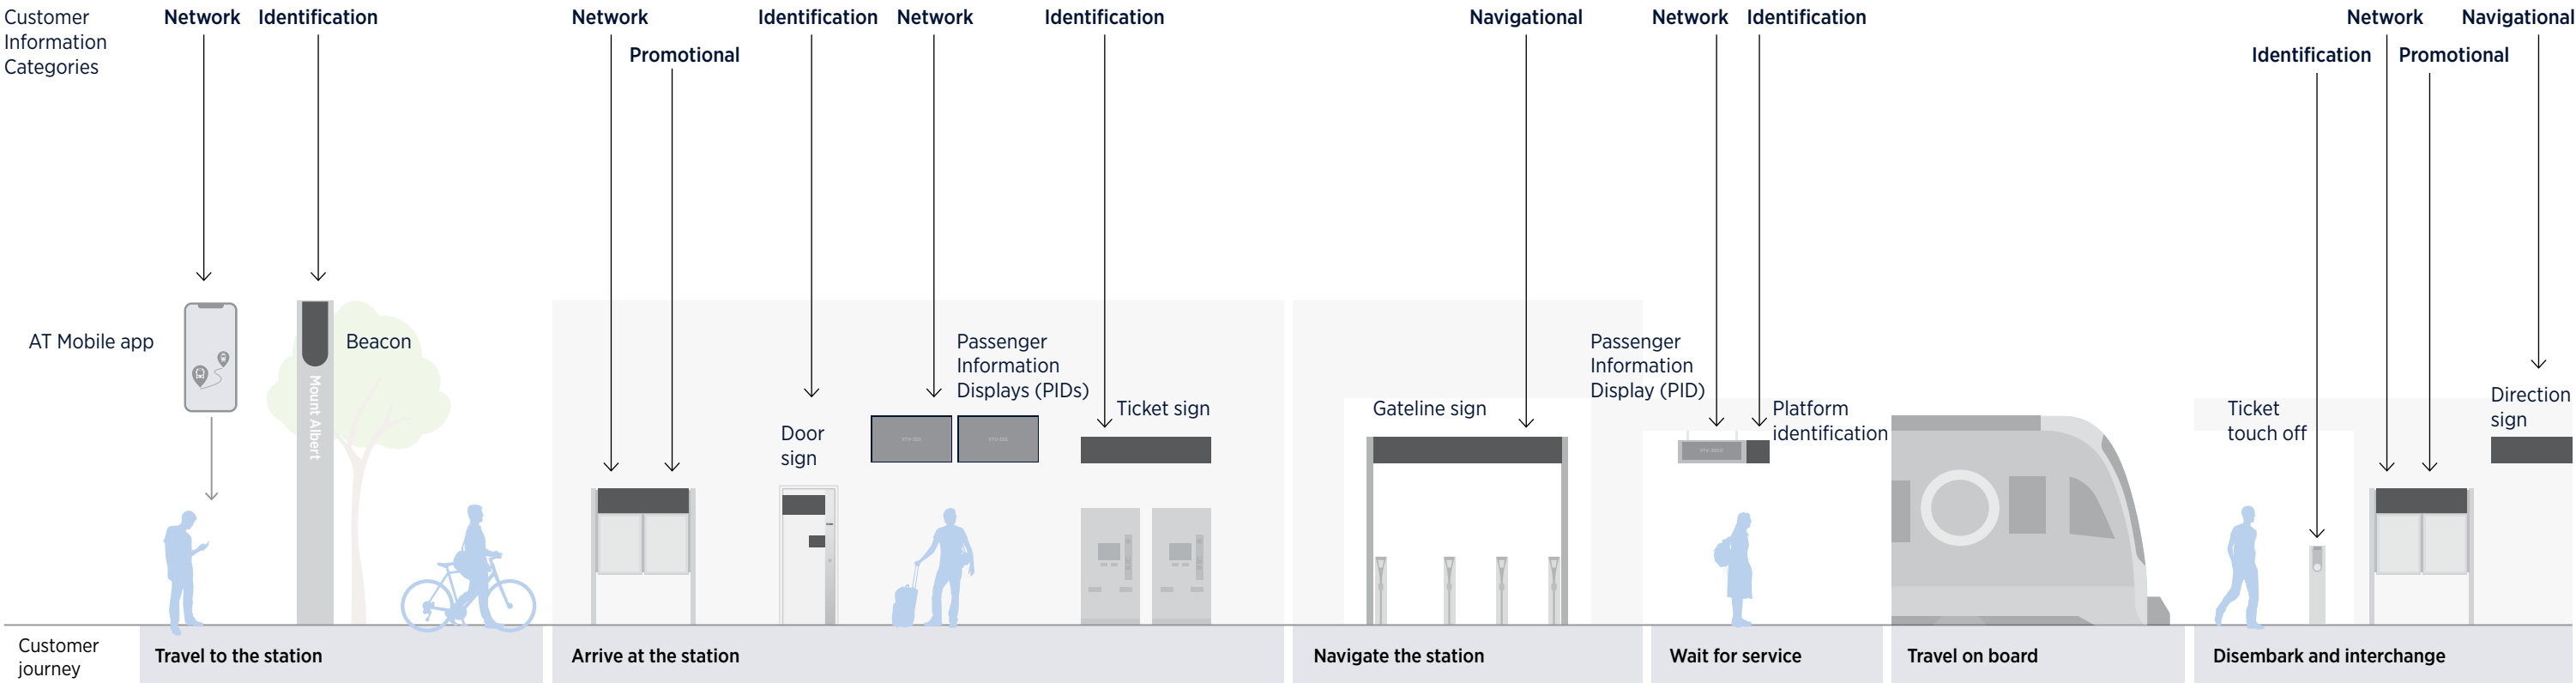 Customer
Information
Categories
Network
Identification
Network
Promotional
Identification
Network
Identification
Navigational
Network
Identification
Identification
Network
Promotional
Navigational
AT Mobile app
Beacon
Mount Albert
Door
sign
Passenger
Information
Displays (PIDs)
Ticket sign
Gateline sign
Passenger
Information
Display (PID)
Platform
identification
Ticket
touch off
Direction
sign
Customer
journey
Travel to the station
Arrive at the station
Navigate the station
Wait for service
Travel on board
Disembark and interchange